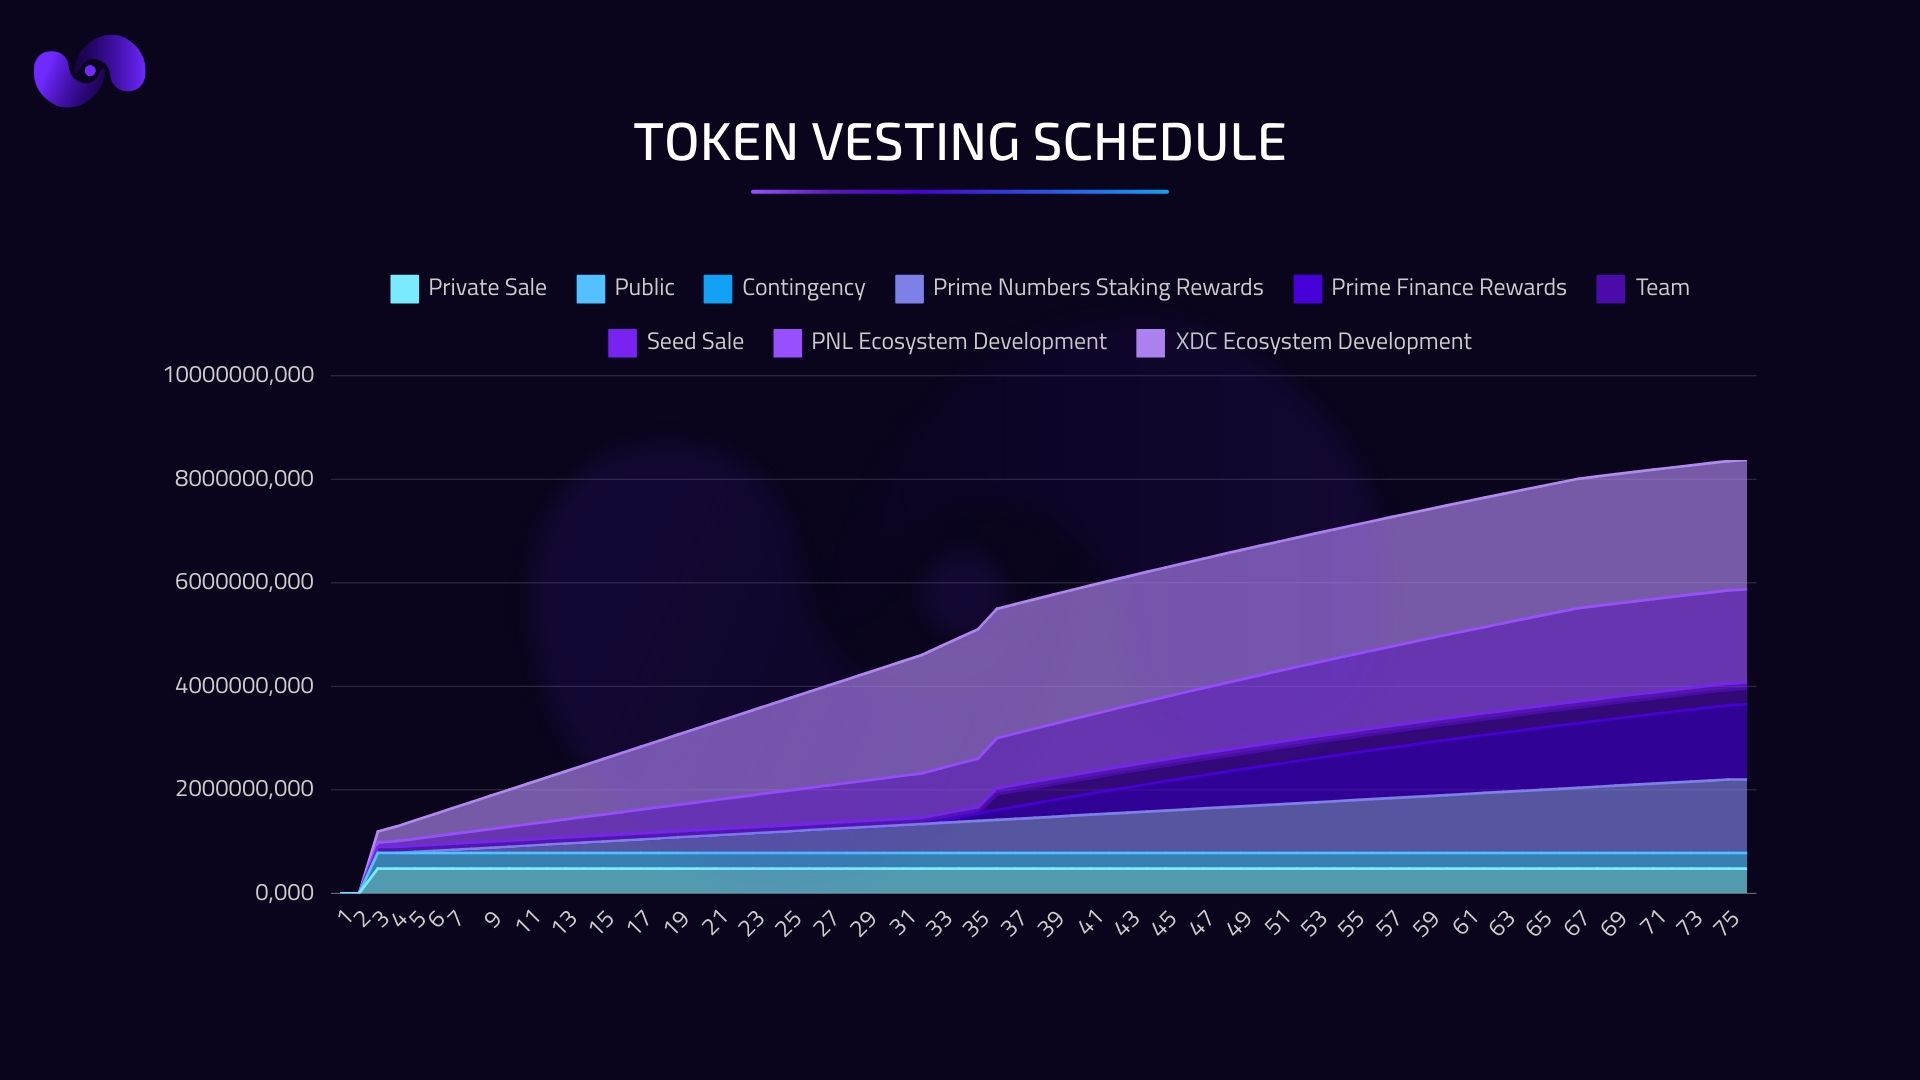 TOKEN VESTING SCHEDULE
Private Sale Public Contingency Prime Numbers Staking Rewards Prime Finance Rewards Team
Seed Sale PNL Ecosystem Development XDC Ecosystem Development
10000000,000
8000000,000
6000000,000
4000000,000
2000000,000
0,000
1 2 3 4 5 6 7 9 11 13 15 17 19 21 23 25 27 29 31 33 35 37 39 41 43 45 47 49 51 53 55 57 59 61 63 65 67 69 71 73 75